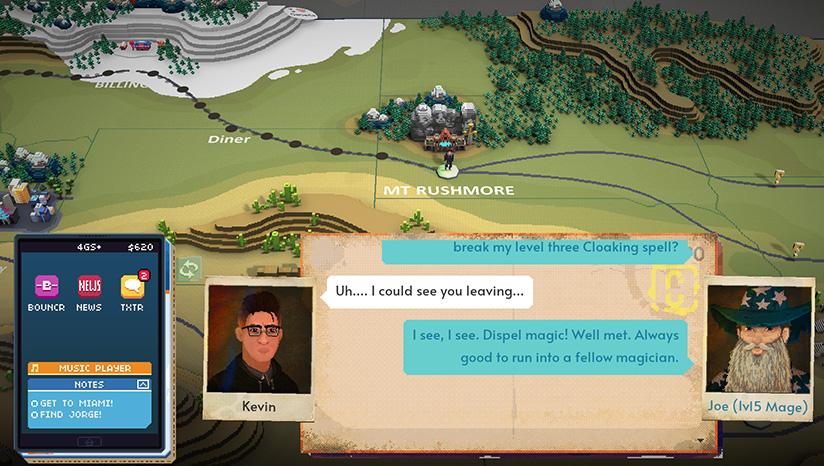 BILLING
Diner
MT RUSHMORE
4GS+ $620
-B-
NEWS
2
BOUNCR NEWS TXTR
MUSIC PLAYER
NOTES
GET TO MIAMI!
FIND JORGE!
break my level three Cloaking spell?
Uh.... I could see you leaving...
I see, I see. Dispel magic! Well met. Always
good to run into a fellow magician.
Kevin
Joe (lvl5 Mage)